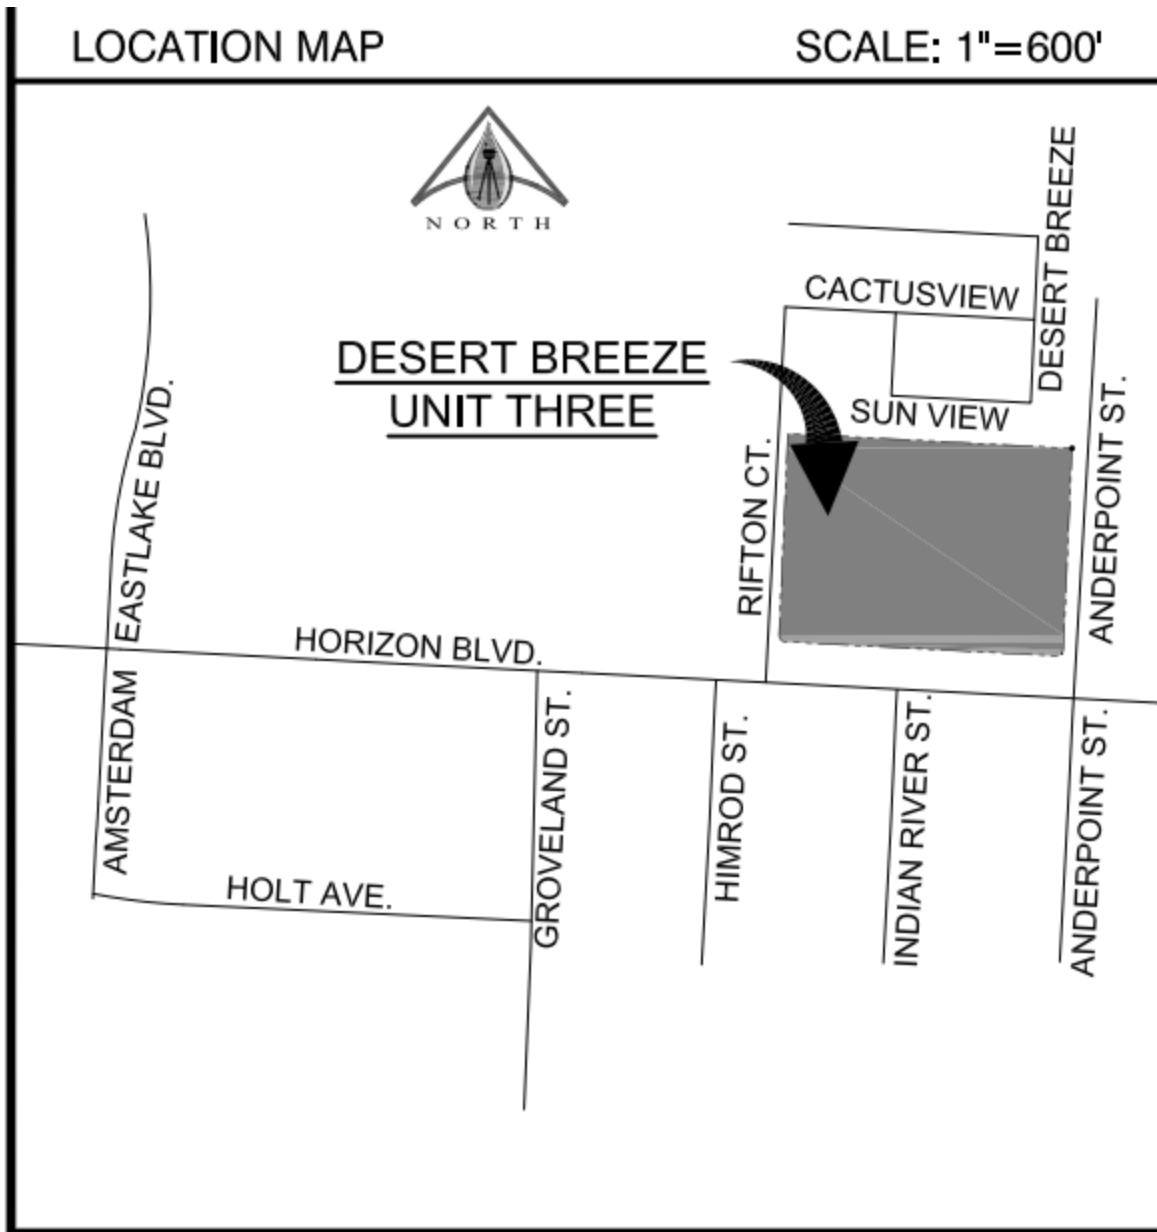 LOCATION MAP
SCALE: 1"=600'
NORTH
DESERT BREEZE
CACTUSVIEW
DESERT BREEZE
UNIT THREE
SUN VIEW
ANDERPOINT ST.
EASTLAKE BLVD.
RIFTON CT.
HORIZON BLVD.
AMSTERDAM
GROVELAND ST.
HIMROD ST.
INDIAN RIVER ST.
ANDERPOINT ST.
HOLT AVE.